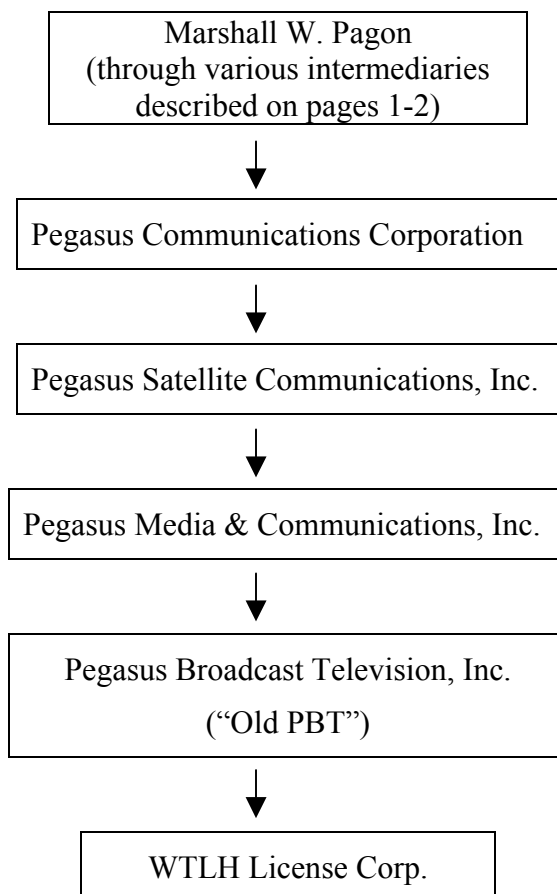 Marshall W. Pagon
(through various intermediaries
described on pages 1-2)
Pegasus Communications Corporation
Pegasus Satellite Communications, Inc.
Pegasus Media & Communications, Inc.
Pegasus Broadcast Television, Inc.
(“Old PBT”)
WTLH License Corp.